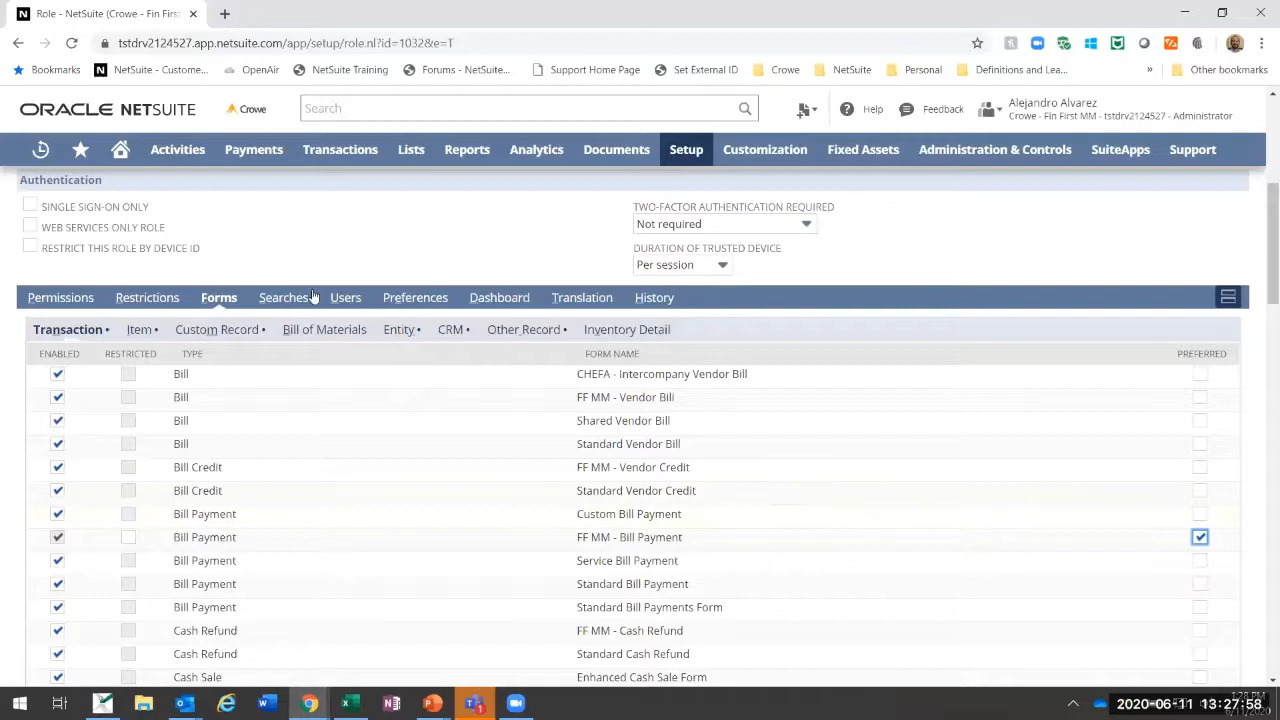 N Role - NetSuite (Crowe - Fin First MM
tstdrv2124527.app.netsuite.com/app/setup/role.nl?id=1032&e=T
Bookmarks N NetSuite - Custome... OpenAir NetSuite Training Forums - NetSuite... Support Home Page Set External ID Crowe NetSuite Personal Definitions and Lea... » Other bookmarks
ORACLE NETSUITE Crowe Search Help Feedback Alejandro Alvarez
Crowe - Fin First MM - tstdrv2124527 - Administrator
Activities Payments Transactions Lists Reports Analytics Documents Setup Customization Fixed Assets Administration & Controls SuiteApps Support
Authentication
SINGLE SIGN-ON ONLY TWO-FACTOR AUTHENTICATION REQUIRED
WEB SERVICES ONLY ROLE Not required
RESTRICT THIS ROLE BY DEVICE ID DURATION OF TRUSTED DEVICE
Per session
Permissions Restrictions Forms Searches Users Preferences Dashboard Translation History
Transaction • Item • Custom Record • Bill of Materials Entity • CRM • Other Record • Inventory Detail
ENABLED RESTRICTED TYPE FORM NAME PREFERRED
Bill CHEFA - Intercompany Vendor Bill
Bill FF MM - Vendor Bill
Bill Shared Vendor Bill
Bill Standard Vendor Bill
Bill Credit FF MM - Vendor Credit
Bill Credit Standard Vendor Credit
Bill Payment Custom Bill Payment
Bill Payment FF MM - Bill Payment
Bill Payment Service Bill Payment
Bill Payment Standard Bill Payment
Bill Payment Standard Bill Payments Form
Cash Refund FF MM - Cash Refund
Cash Refund Standard Cash Refund
Cash Sale Enhanced Cash Sale Form
2020-06-11 13:27:58